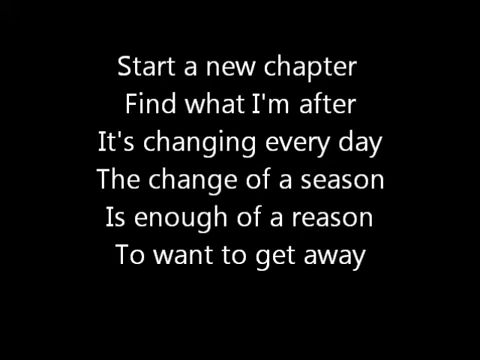 Start a new chapter
Find what I'm after
It's changing every day
The change of a season
Is enough of a reason
To want to get away